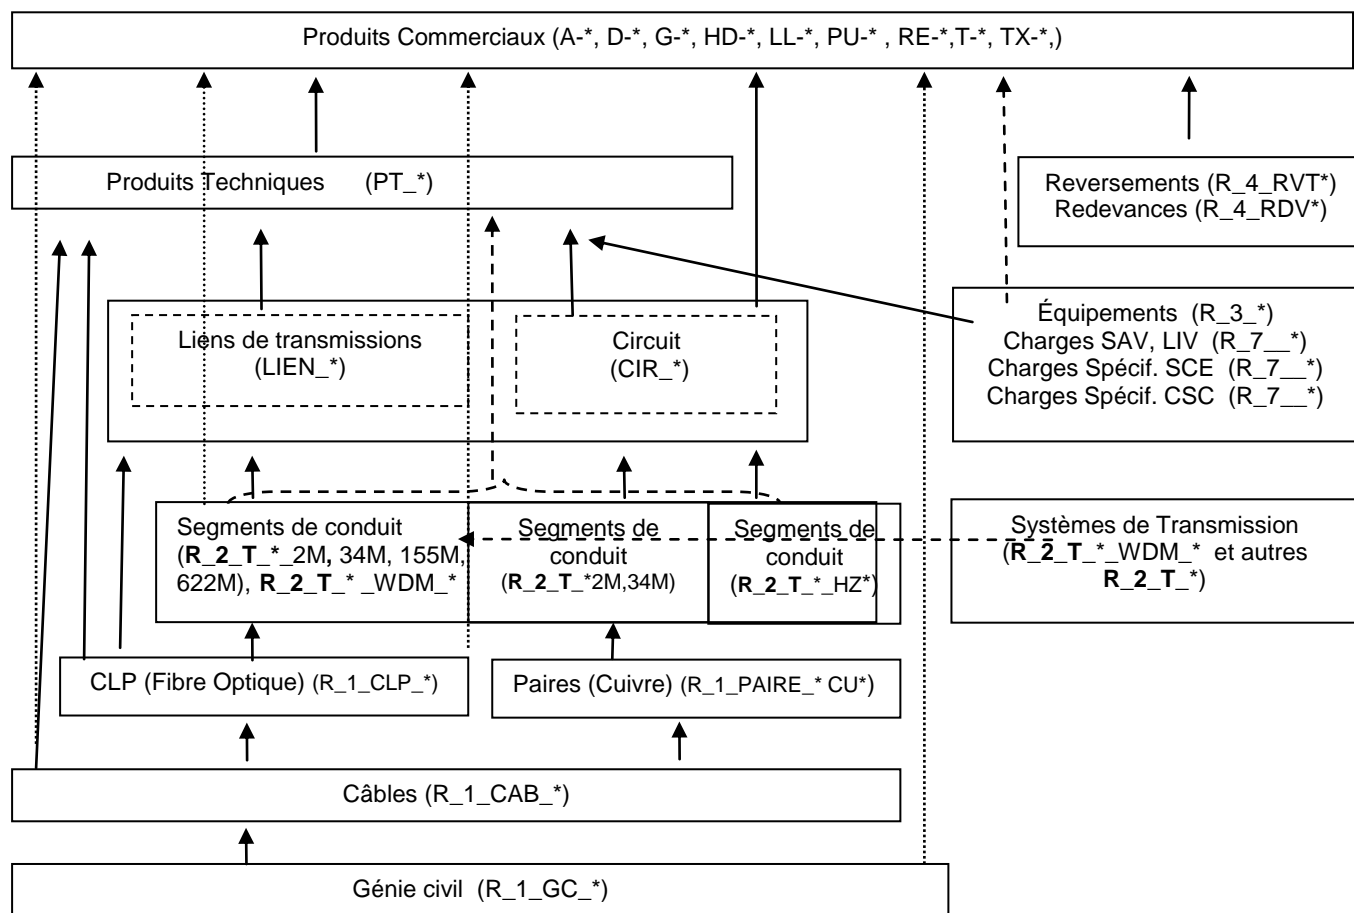 Produits Commerciaux (A-*, D-*, G-*, HD-*, LL-*, PU-* , RE-*,T-*, TX-*,)
Produits Techniques (PT_*)
Reversements (R_4_RVT*)
Redevances (R_4_RDV*)
Liens de transmissions
(LIEN_*)
Circuit
(CIR_*)
Équipements (R_3_*)
Charges SAV, LIV (R_7__*)
Charges Spécif. SCE (R_7__*)
Charges Spécif. CSC (R_7__*)
Segments de conduit
(R_2_T_*_2M, 34M, 155M,
622M), R_2_T_* _WDM_*
Segments de
conduit
(R_2_T_*2M,34M)
Segments de
conduit
(R_2_T_*_HZ*)
Systèmes de Transmission
(R_2_T_*_WDM_* et autres
R_2_T_*)
CLP (Fibre Optique) (R_1_CLP_*)
Paires (Cuivre) (R_1_PAIRE_* CU*)
Câbles (R_1_CAB_*)
Génie civil (R_1_GC_*)